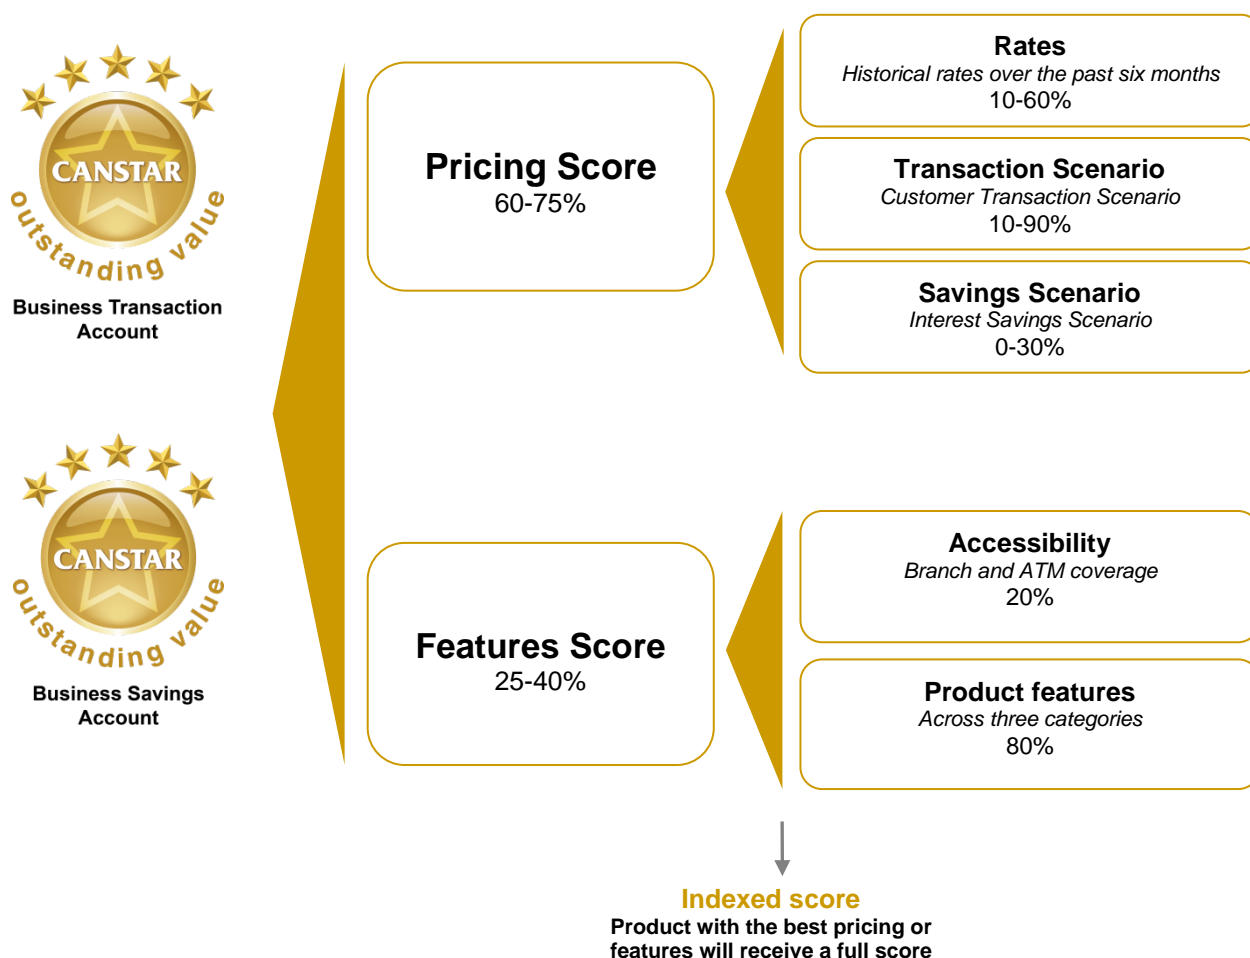 CANSTAR
outstanding value
Business Transaction
Account
CANSTAR
outstanding value
Business Savings
Account
Pricing Score
60-75%
Features Score
25-40%
Rates
Historical rates over the past six months
10-60%
Transaction Scenario
Customer Transaction Scenario
10-90%
Savings Scenario
Interest Savings Scenario
0-30%
Accessibility
Branch and ATM coverage
20%
Product features
Across three categories
80%
Indexed score
Product with the best pricing or
features will receive a full score